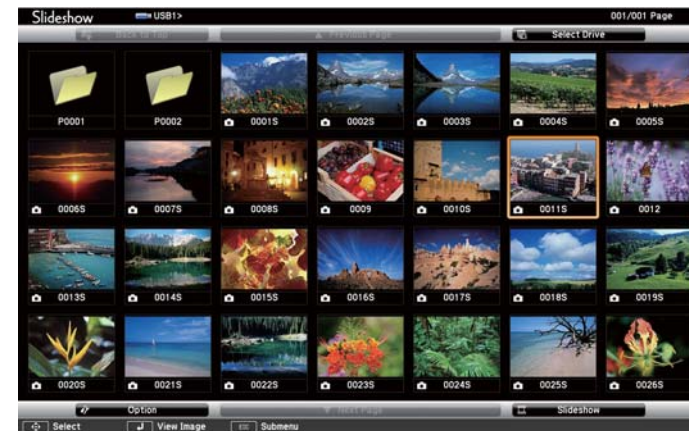 Slideshow USB1> 001/001 Page
Back to Top Previous Page Select Drive
P0001 P0002 0001S 0002S 0003S 0004S 0005S
0006S 0007S 0008S 0009 0010S 0011S 0012
0013S 0014S 0015S 0016S 0017S 0018S 0019S
0020S 0021S 0022S 0023S 0024S 0025S 0026S
Option Next Page Slideshow
Select View Image Esc Submenu